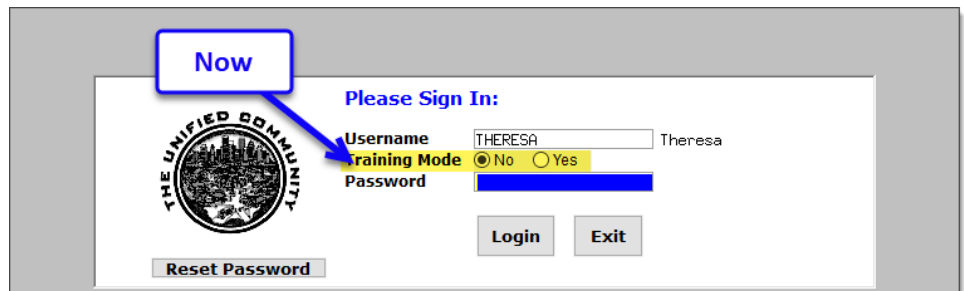 Now
Please Sign In:
Username THERESA Theresa
Training Mode No Yes
Password
THE UNIFIED COMMUNITY
Login Exit
Reset Password